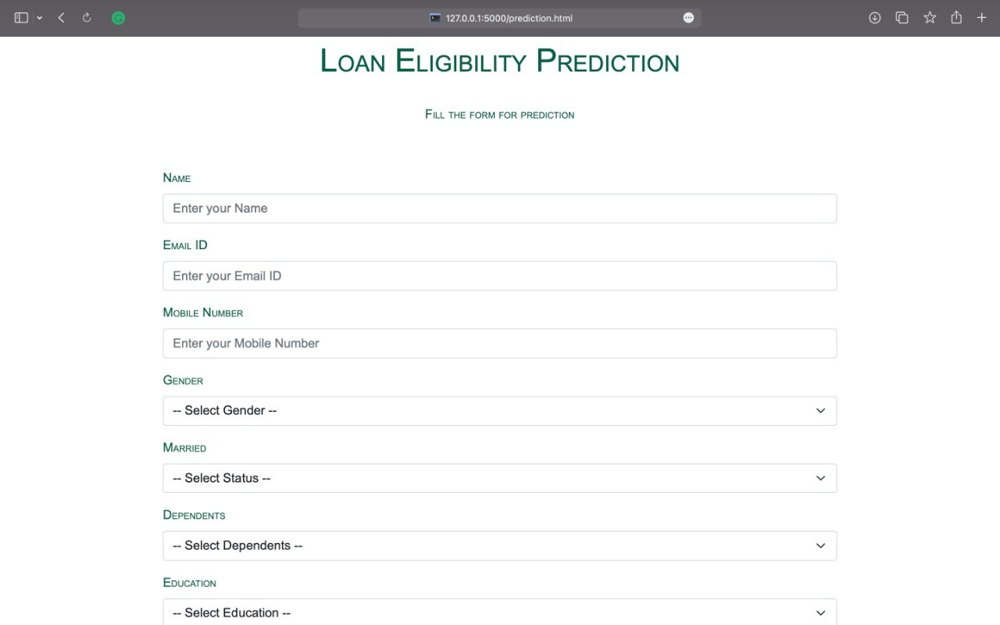 127.0.0.1:5000/prediction.html
Loan Eligibility Prediction
Fill the form for prediction
Name
Enter your Name
Email ID
Enter your Email ID
Mobile Number
Enter your Mobile Number
Gender
-- Select Gender --
Married
-- Select Status --
Dependents
-- Select Dependents --
Education
-- Select Education --